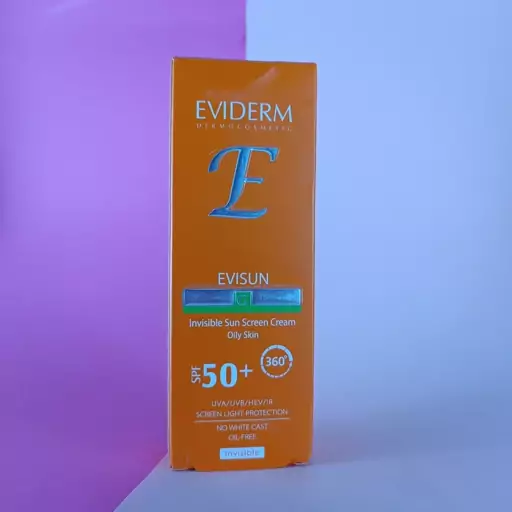 EVIDERM
DERMOCOSMETIC
E
EVISUN
Invisible Sun Screen Cream
Oily Skin
SPF 50+
360°
UVA/UVB/HEV/IR
SCREEN LIGHT PROTECTION
NO WHITE CAST
OIL-FREE
Invisible